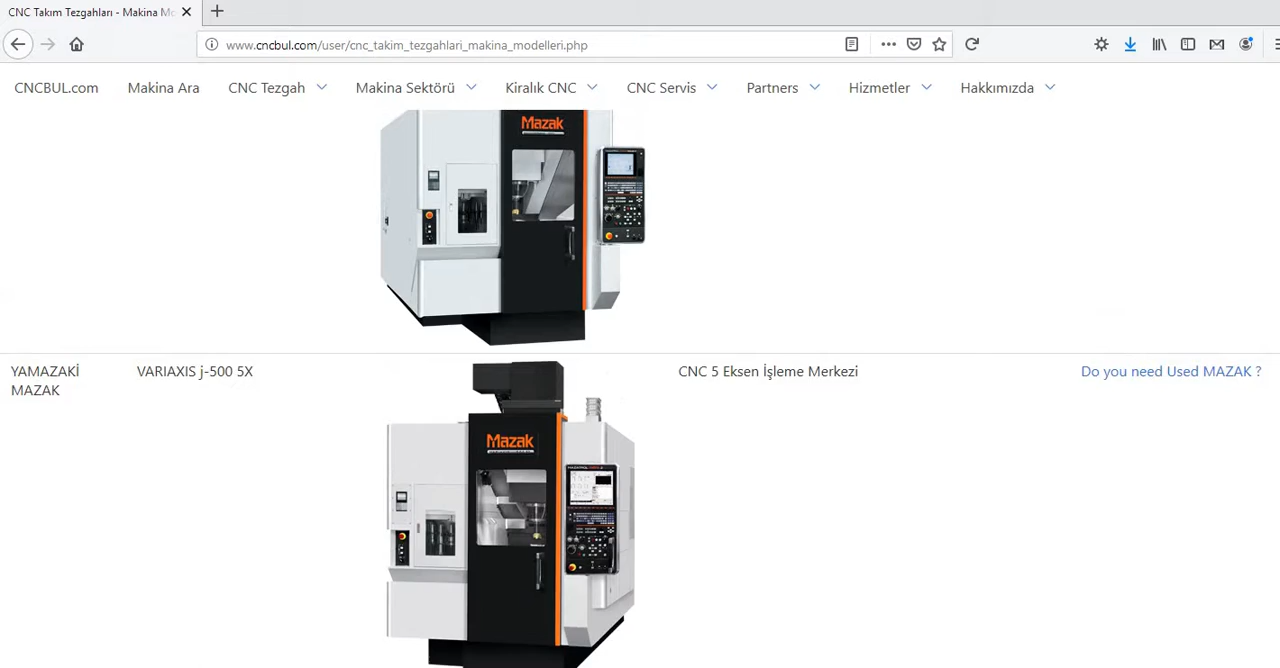 CNC Takım Tezgahları - Makina Mo
www.cncbul.com/user/cnc_takim_tezgahlari_makina_modelleri.php
CNCBUL.com Makina Ara CNC Tezgah Makina Sektörü Kiralık CNC CNC Servis Partners Hizmetler Hakkımızda
Mazak
YAMAZAKİ VARIAXIS j-500 5X CNC 5 Eksen İşleme Merkezi Do you need Used MAZAK ?
MAZAK
Mazak